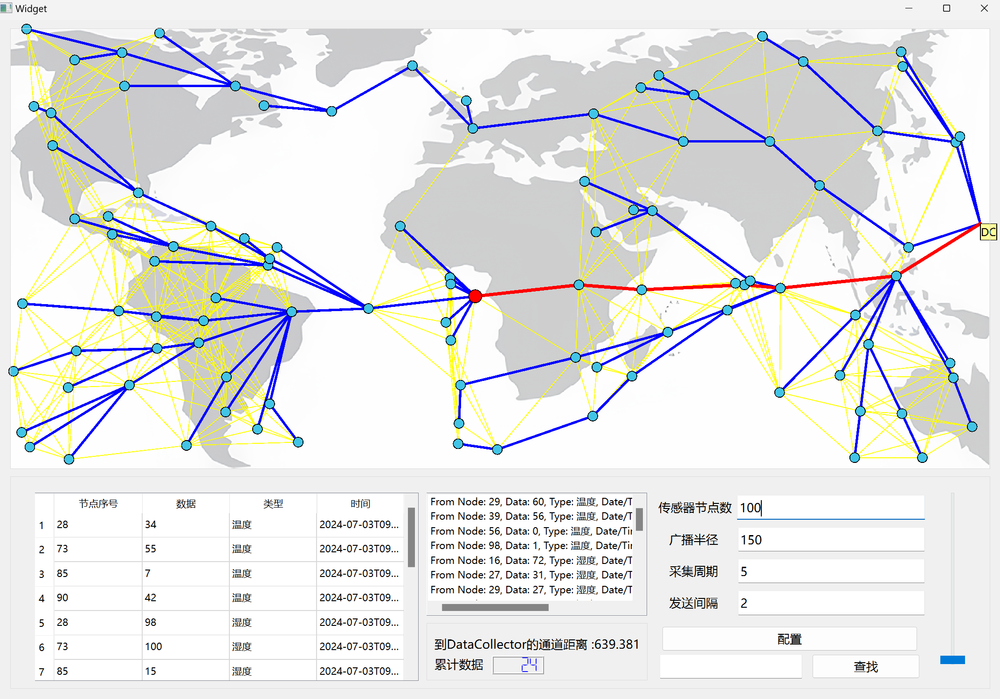 Widget
DC
节点序号 数据 类型 时间
1 28 34 温度 2024-07-03T09...
2 73 55 温度 2024-07-03T09...
3 85 7 温度 2024-07-03T09...
4 90 42 温度 2024-07-03T09...
5 28 98 湿度 2024-07-03T09...
6 73 100 湿度 2024-07-03T09...
7 85 15 湿度 2024-07-03T09...
From Node: 29, Data: 60, Type: 温度, Date/T
From Node: 39, Data: 56, Type: 温度, Date/T
From Node: 56, Data: 0, Type: 温度, Date/Tir
From Node: 98, Data: 1, Type: 温度, Date/Tir
From Node: 16, Data: 72, Type: 湿度, Date/T
From Node: 27, Data: 31, Type: 湿度, Date/T
From Node: 29, Data: 27, Type: 湿度, Date/T
到DataCollector的通道距离 :639.381
累计数据 24
传感器节点数 100
广播半径 150
采集周期 5
发送间隔 2
配置
查找